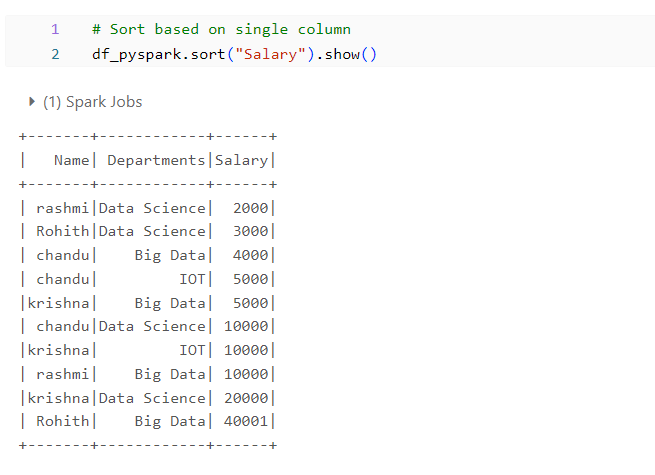 1 # Sort based on single column
2 df_pyspark.sort("Salary").show()
(1) Spark Jobs
+-------+------------+------+
|   Name| Departments|Salary|
+-------+------------+------+
| rashmi|Data Science|  2000|
| Rohith|Data Science|  3000|
| chandu|    Big Data|  4000|
| chandu|         IOT|  5000|
|krishna|    Big Data|  5000|
| chandu|Data Science| 10000|
|krishna|         IOT| 10000|
| rashmi|    Big Data| 10000|
|krishna|Data Science| 20000|
| Rohith|    Big Data| 40001|
+-------+------------+------+